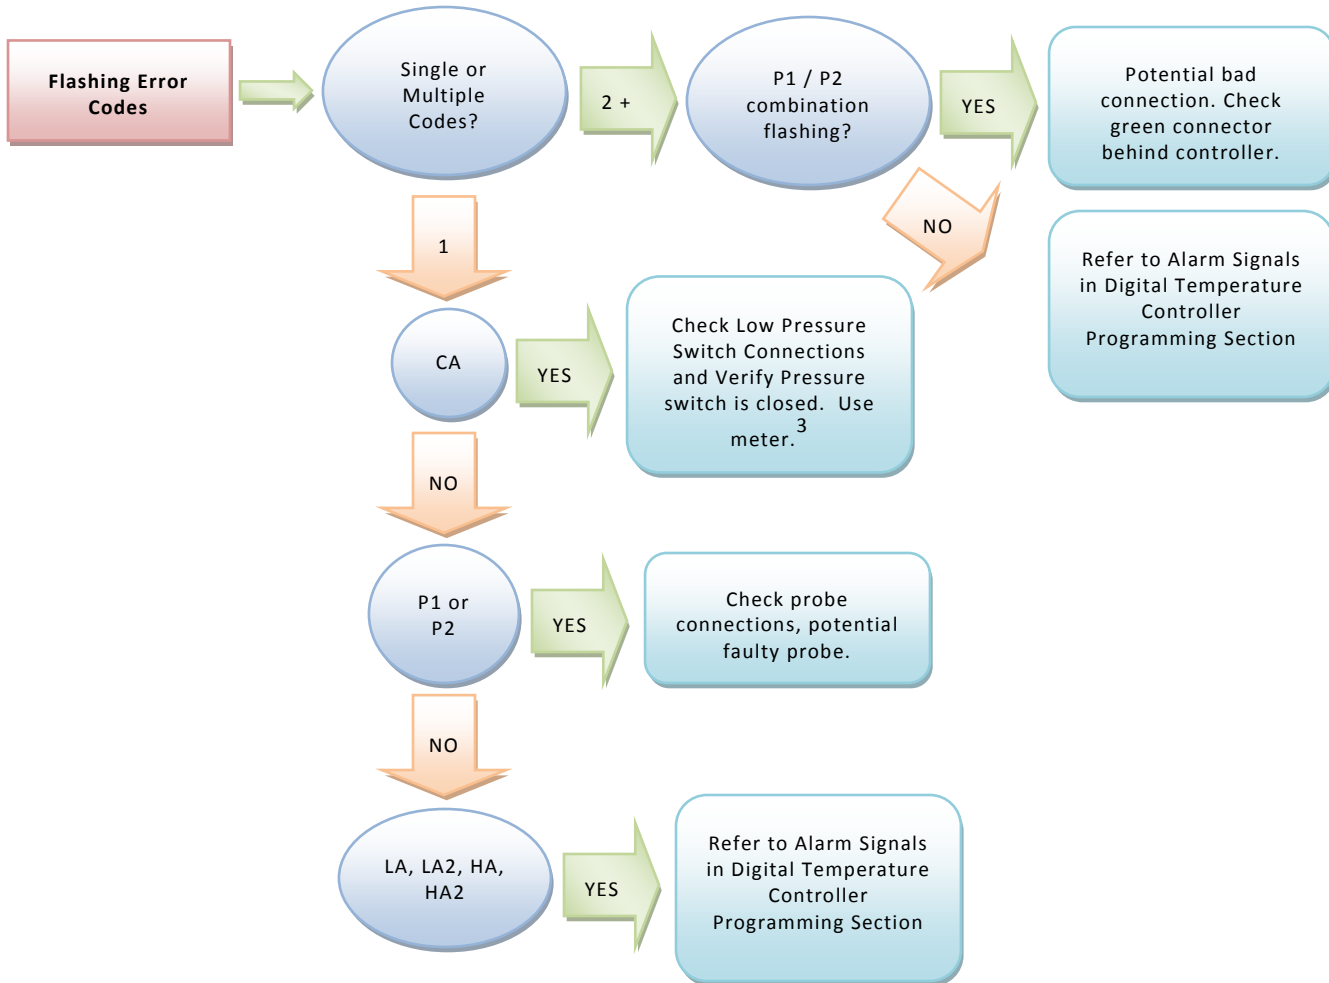 Flashing Error
Codes
Single or
Multiple
Codes?
2 +
P1 / P2
combination
flashing?
YES
Potential bad
connection. Check
green connector
behind controller.
NO
Refer to Alarm Signals
in Digital Temperature
Controller
Programming Section
1
CA
YES
Check Low Pressure
Switch Connections
and Verify Pressure
switch is closed.  Use
meter.3
NO
P1 or
P2
YES
Check probe
connections, potential
faulty probe.
NO
LA, LA2, HA,
HA2
YES
Refer to Alarm Signals
in Digital Temperature
Controller
Programming Section